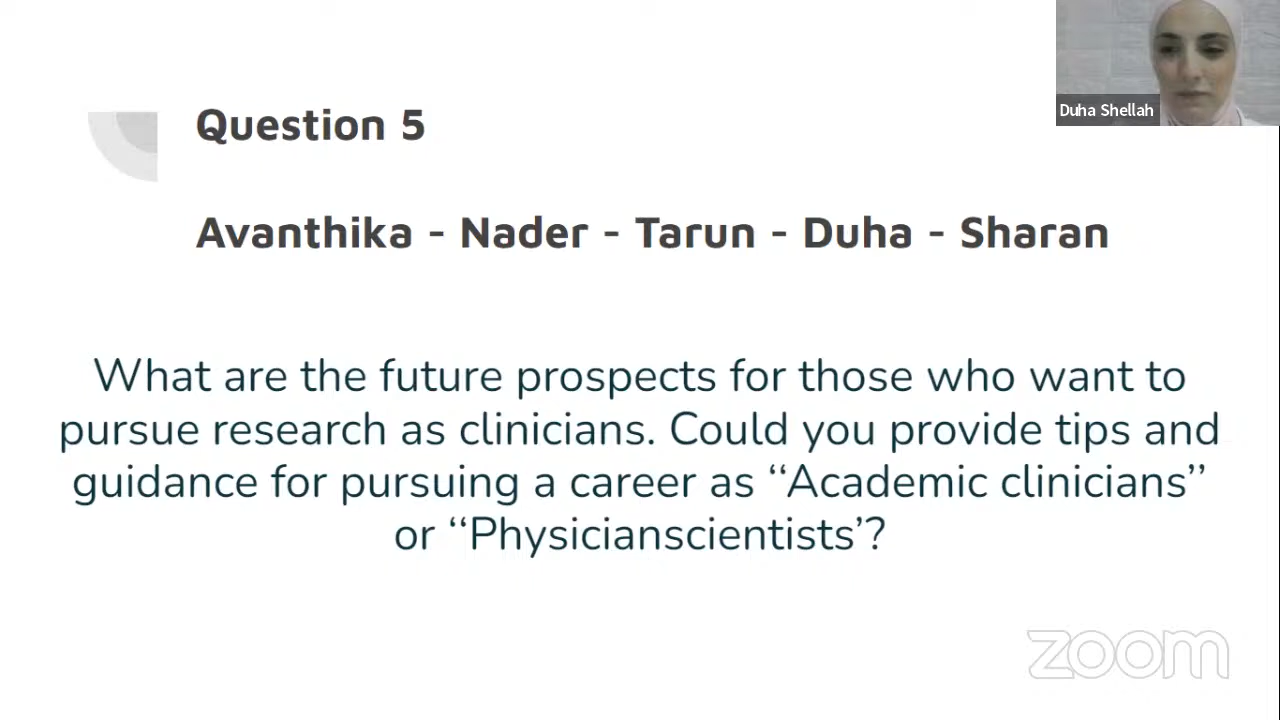 Duha Shellah
Question 5
Avanthika - Nader - Tarun - Duha - Sharan
What are the future prospects for those who want to
pursue research as clinicians. Could you provide tips and
guidance for pursuing a career as ‘‘Academic clinicians’’
or ‘‘Physicianscientists’?
zoom